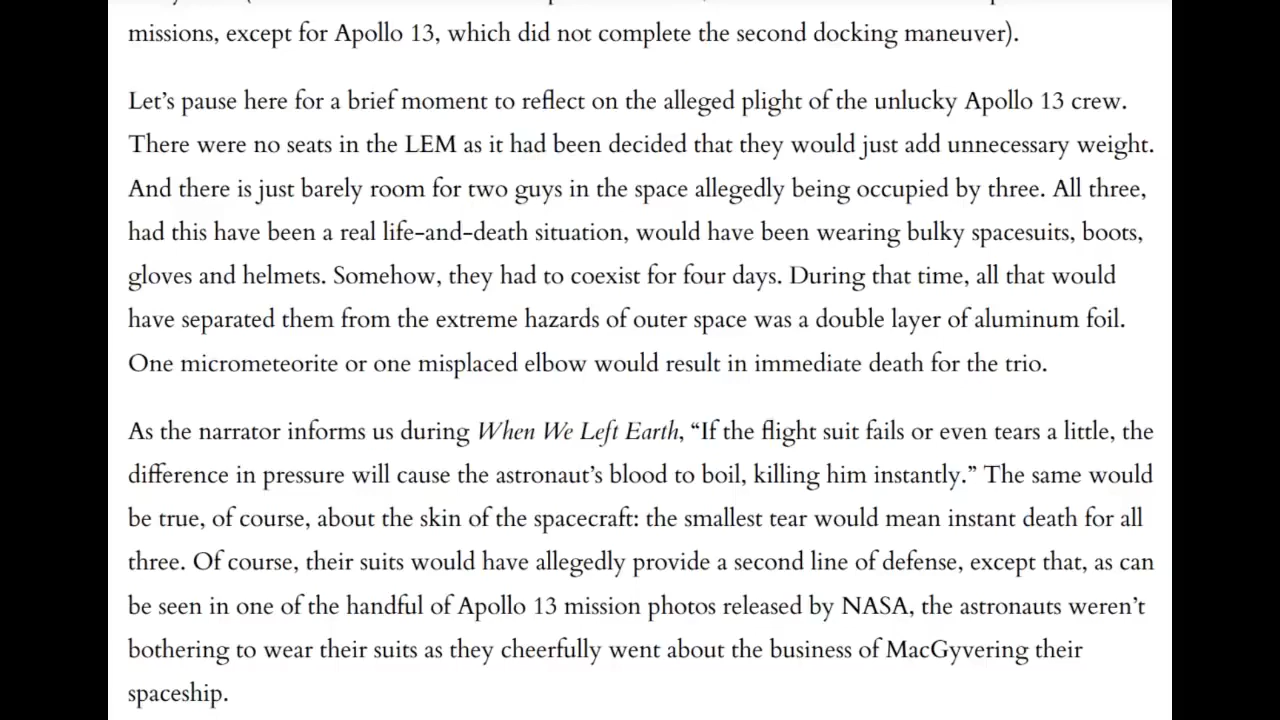 missions, except for Apollo 13, which did not complete the second docking maneuver).
Let’s pause here for a brief moment to reflect on the alleged plight of the unlucky Apollo 13 crew.
There were no seats in the LEM as it had been decided that they would just add unnecessary weight.
And there is just barely room for two guys in the space allegedly being occupied by three. All three,
had this have been a real life-and-death situation, would have been wearing bulky spacesuits, boots,
gloves and helmets. Somehow, they had to coexist for four days. During that time, all that would
have separated them from the extreme hazards of outer space was a double layer of aluminum foil.
One micrometeorite or one misplaced elbow would result in immediate death for the trio.
As the narrator informs us during When We Left Earth, “If the flight suit fails or even tears a little, the
difference in pressure will cause the astronaut’s blood to boil, killing him instantly.” The same would
be true, of course, about the skin of the spacecraft: the smallest tear would mean instant death for all
three. Of course, their suits would have allegedly provide a second line of defense, except that, as can
be seen in one of the handful of Apollo 13 mission photos released by NASA, the astronauts weren’t
bothering to wear their suits as they cheerfully went about the business of MacGyvering their
spaceship.